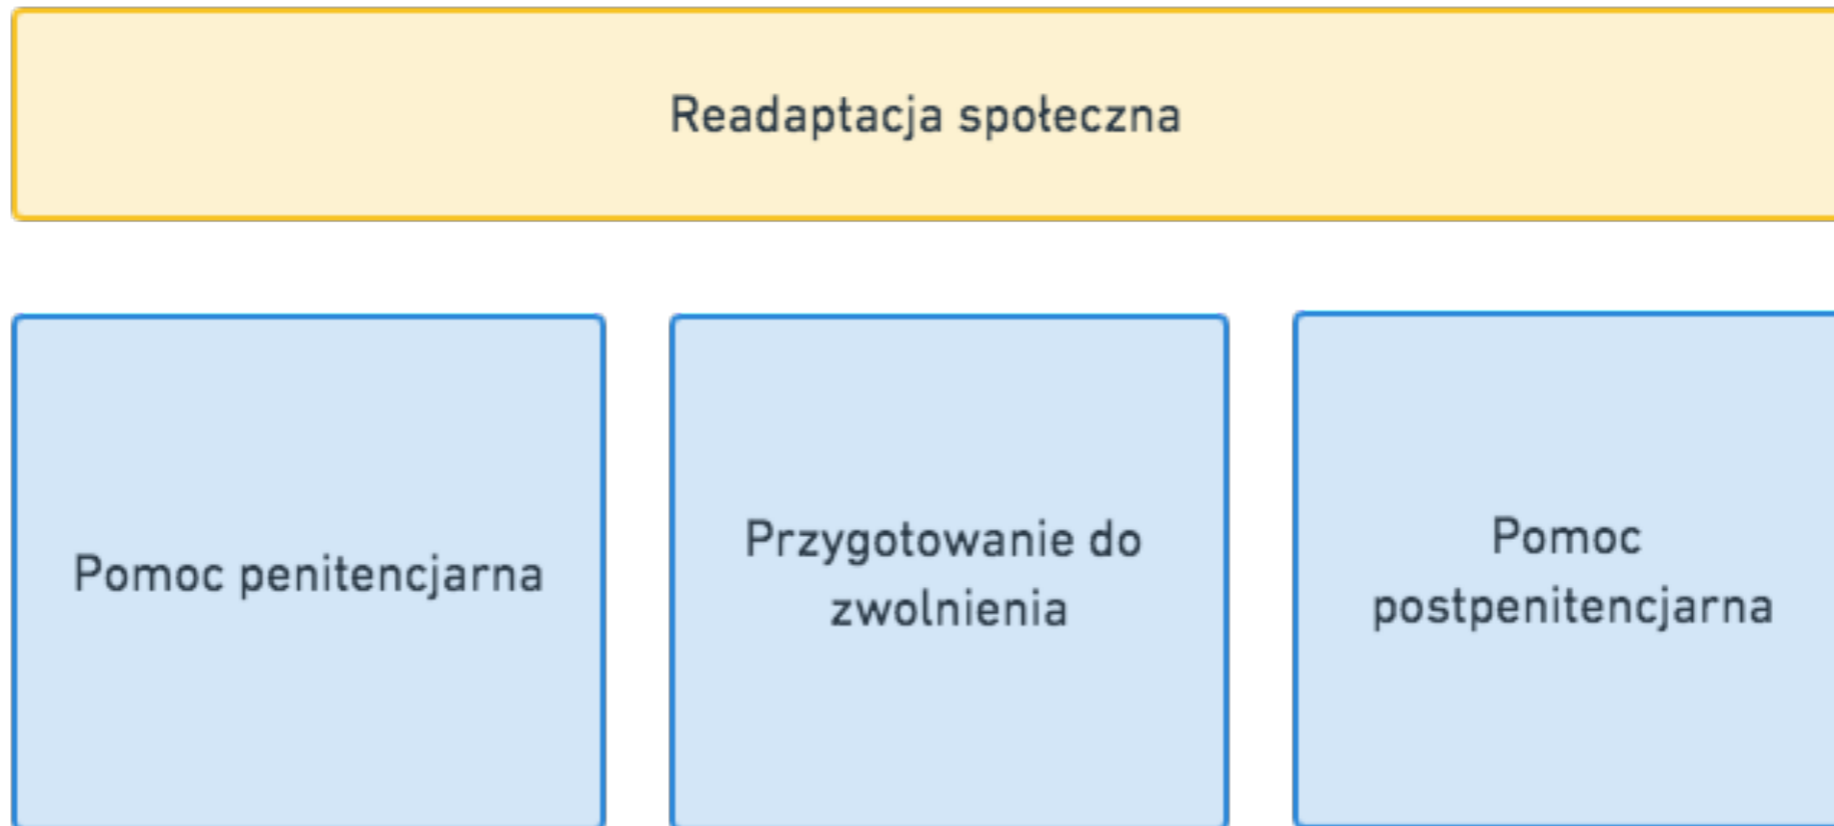 Readaptacja społeczna
Pomoc penitencjarna
Przygotowanie do
zwolnienia
Pomoc
postpenitencjarna